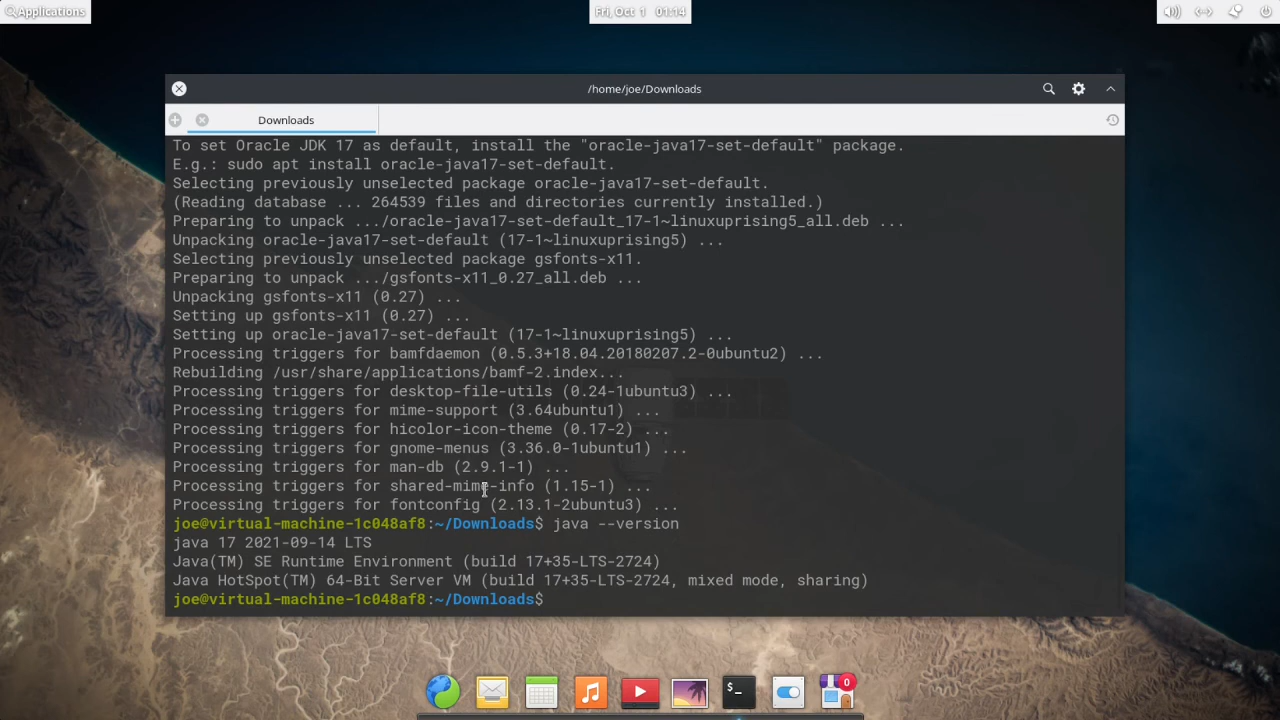 Applications
Fri, Oct 1 01:14
/home/joe/Downloads
Downloads
To set Oracle JDK 17 as default, install the "oracle-java17-set-default" package.
E.g.: sudo apt install oracle-java17-set-default.
Selecting previously unselected package oracle-java17-set-default.
(Reading database ... 264539 files and directories currently installed.)
Preparing to unpack .../oracle-java17-set-default_17-1~linuxuprising5_all.deb ...
Unpacking oracle-java17-set-default (17-1~linuxuprising5) ...
Selecting previously unselected package gsfonts-x11.
Preparing to unpack .../gsfonts-x11_0.27_all.deb ...
Unpacking gsfonts-x11 (0.27) ...
Setting up gsfonts-x11 (0.27) ...
Setting up oracle-java17-set-default (17-1~linuxuprising5) ...
Processing triggers for bamfdaemon (0.5.3+18.04.20180207.2-0ubuntu2) ...
Rebuilding /usr/share/applications/bamf-2.index...
Processing triggers for desktop-file-utils (0.24-1ubuntu3) ...
Processing triggers for mime-support (3.64ubuntu1) ...
Processing triggers for hicolor-icon-theme (0.17-2) ...
Processing triggers for gnome-menus (3.36.0-1ubuntu1) ...
Processing triggers for man-db (2.9.1-1) ...
Processing triggers for shared-mime-info (1.15-1) ...
Processing triggers for fontconfig (2.13.1-2ubuntu3) ...
joe@virtual-machine-1c048af8:~/Downloads$ java --version
java 17 2021-09-14 LTS
Java(TM) SE Runtime Environment (build 17+35-LTS-2724)
Java HotSpot(TM) 64-Bit Server VM (build 17+35-LTS-2724, mixed mode, sharing)
joe@virtual-machine-1c048af8:~/Downloads$
$_
0